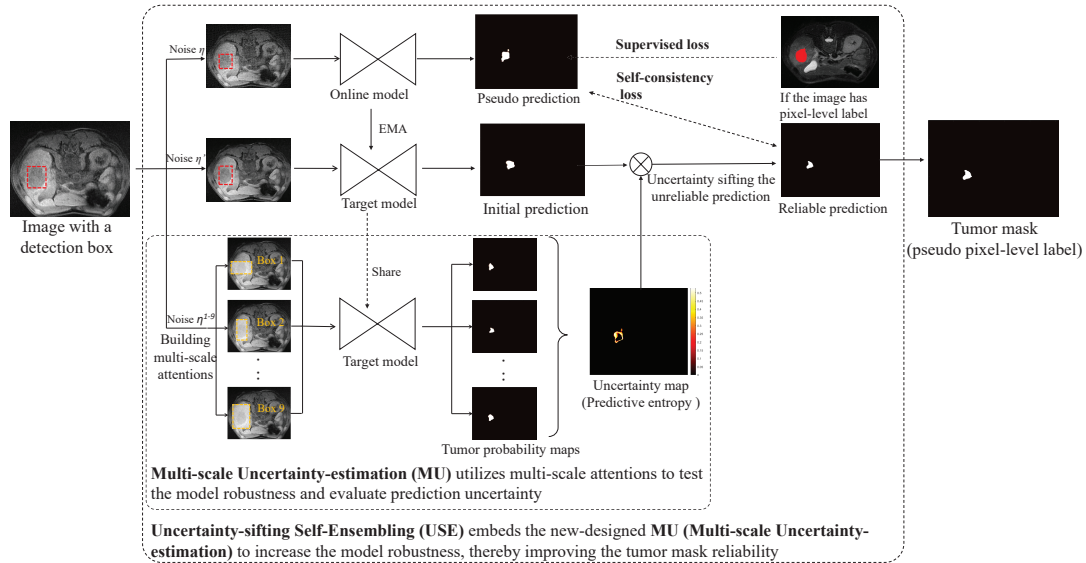 Noise η
Online model
Pseudo prediction
Supervised loss
Self-consistency
loss
If the image has
pixel-level label
EMA
Noise η'
Target model
Initial prediction
Uncertainty sifting the
unreliable prediction
Reliable prediction
Image with a
detection box
Tumor mask
(pseudo pixel-level label)
Share
Box 1
Noise η1-9
Box 2
Building
multi-scale
attentions
Target model
Box 9
Tumor probability maps
Uncertainty map
(Predictive entropy )
Multi-scale Uncertainty-estimation (MU) utilizes multi-scale attentions to test
the model robustness and evaluate prediction uncertainty
Uncertainty-sifting Self-Ensembling (USE) embeds the new-designed MU (Multi-scale Uncertainty-
estimation) to increase the model robustness, thereby improving the tumor mask reliability